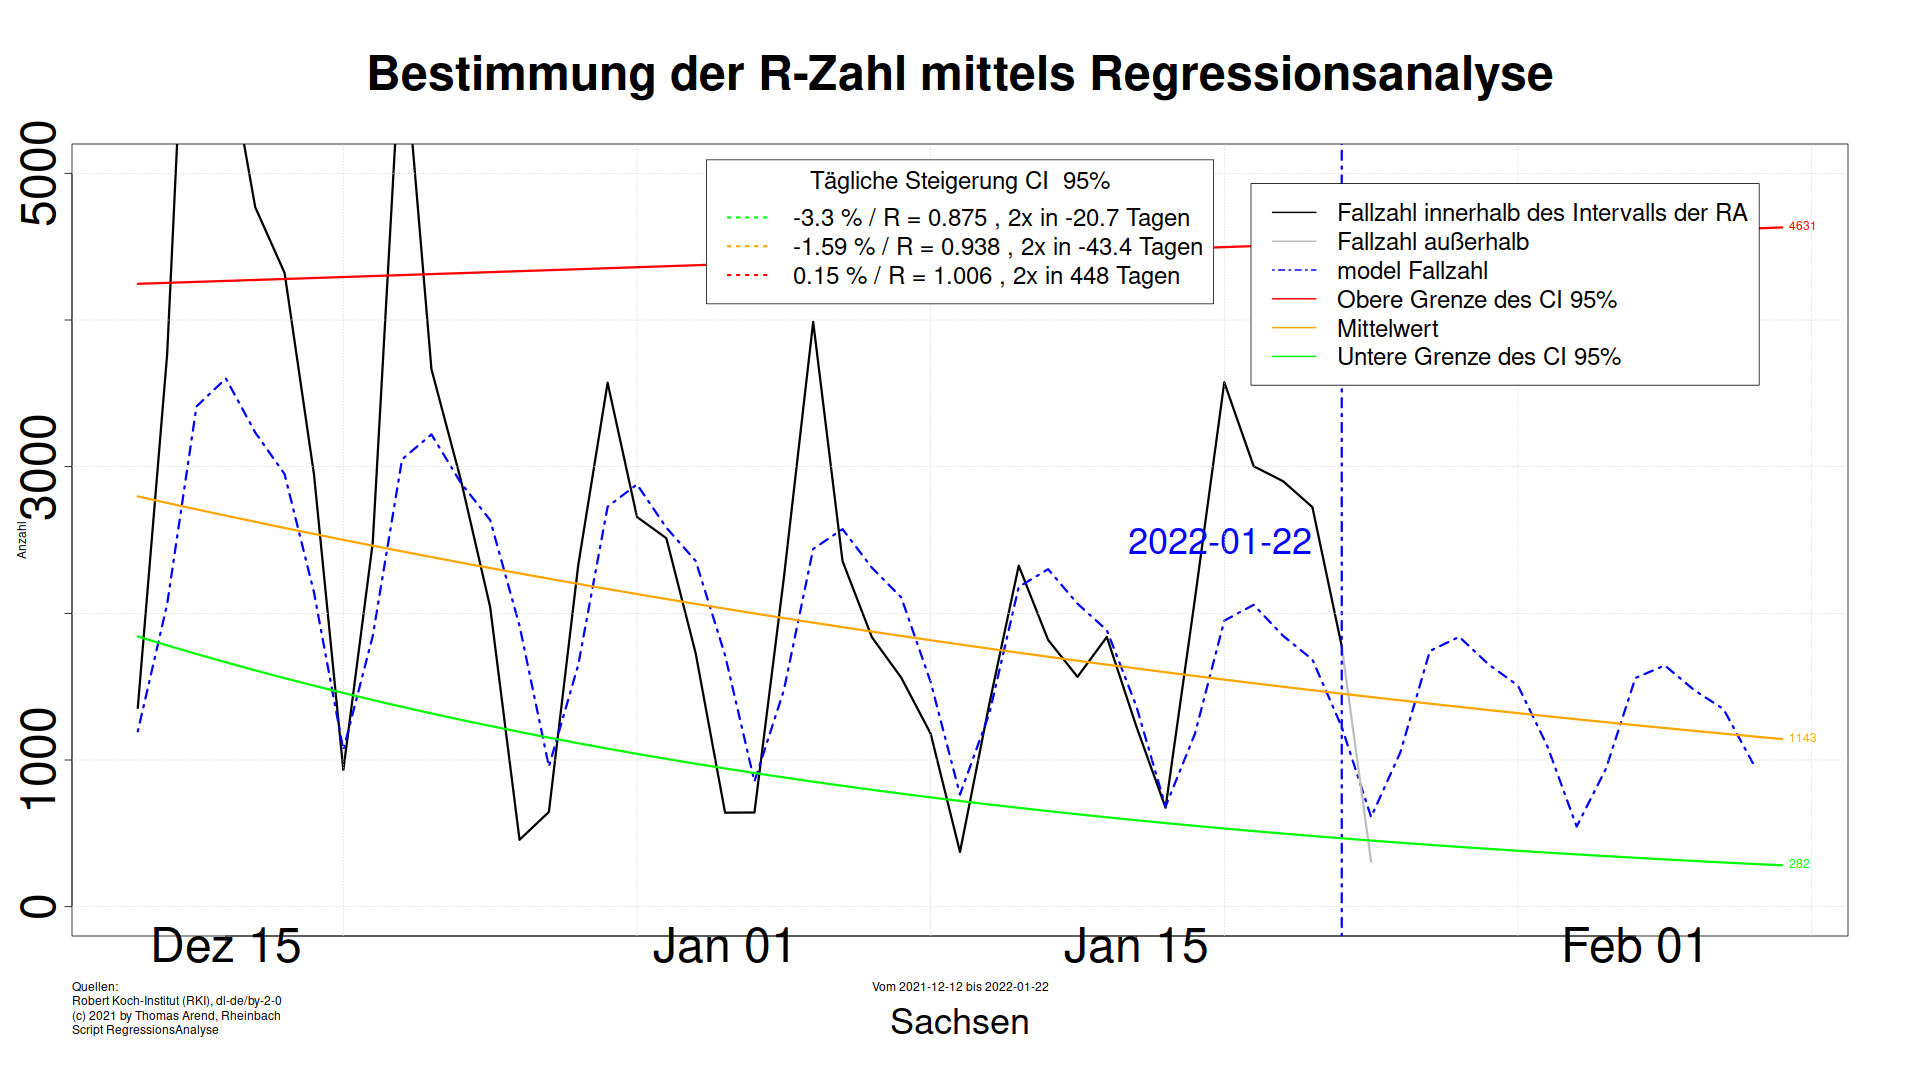 Bestimmung der R-Zahl mittels Regressionsanalyse
5000
3000
1000
0
Anzahl
Tägliche Steigerung CI  95%
-3.3 % / R = 0.875 , 2x in -20.7 Tagen
-1.59 % / R = 0.938 , 2x in -43.4 Tagen
0.15 % / R = 1.006 , 2x in 448 Tagen
Fallzahl innerhalb des Intervalls der RA
Fallzahl außerhalb
model Fallzahl
Obere Grenze des CI 95%
Mittelwert
Untere Grenze des CI 95%
4631
2022-01-22
1143
282
Dez 15
Jan 01
Jan 15
Feb 01
Quellen:
Robert Koch-Institut (RKI), dl-de/by-2-0
(c) 2021 by Thomas Arend, Rheinbach
Script RegressionsAnalyse
Vom 2021-12-12 bis 2022-01-22
Sachsen